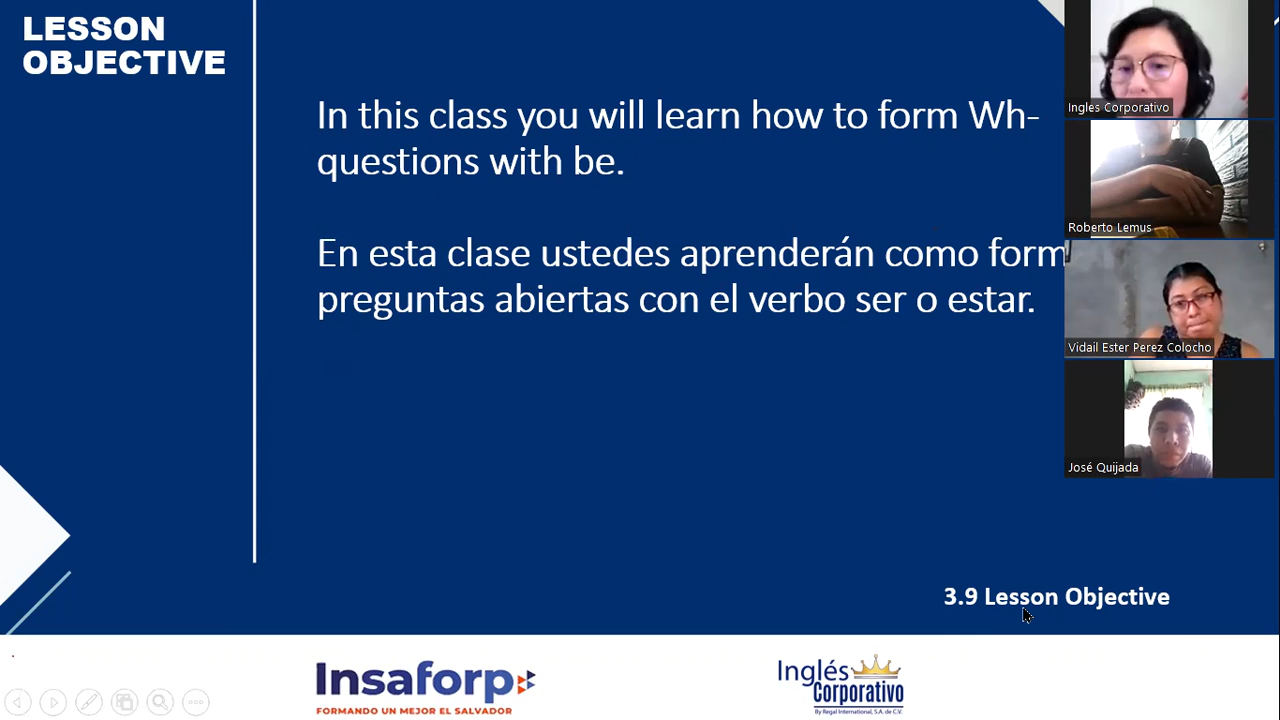 LESSON
OBJECTIVE
In this class you will learn how to form Wh-
questions with be.
En esta clase ustedes aprenderán como form
preguntas abiertas con el verbo ser o estar.
3.9 Lesson Objective
Insaforp
FORMANDO UN MEJOR EL SALVADOR
Inglés
Corporativo
By Regal International, S.A. de C.V.
Ingles Corporativo
Roberto Lemus
Vidail Ester Perez Colocho
José Quijada